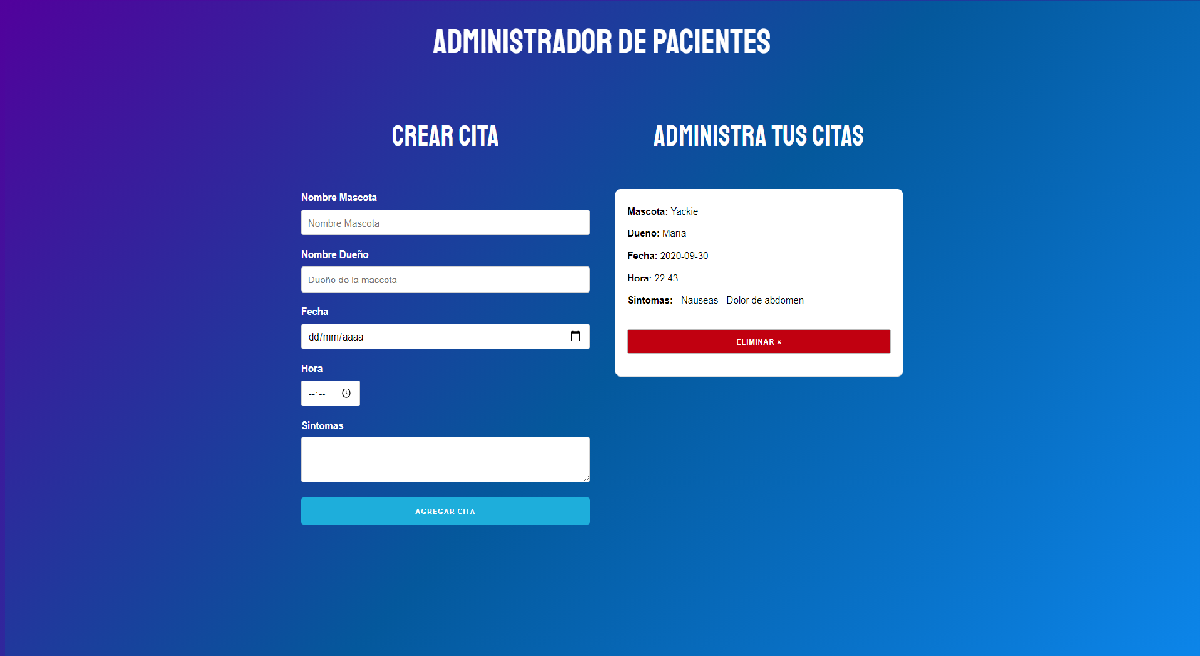 ADMINISTRADOR DE PACIENTES
CREAR CITA
Nombre Mascota
Nombre Mascota
Nombre Dueño
Dueño de la mascota
Fecha
dd/mm/aaaa
Hora
--:--
Sintomas
AGREGAR CITA
ADMINISTRA TUS CITAS
Mascota: Yackie
Dueño: Maria
Fecha: 2020-09-30
Hora: 22:43
Sintomas: - Nauseas - Dolor de abdomen
ELIMINAR ×